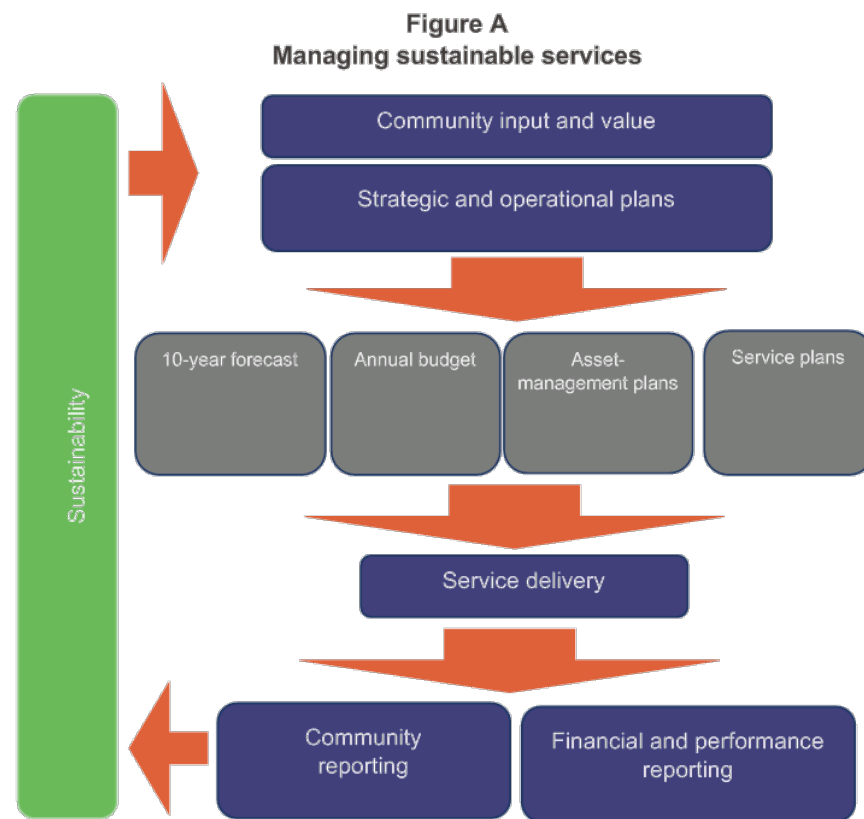 Figure A
Managing sustainable services
Community input and value
Strategic and operational plans
10-year forecast
Annual budget
Asset-
management plans
Service plans
Sustainability
Service delivery
Community
reporting
Financial and performance
reporting